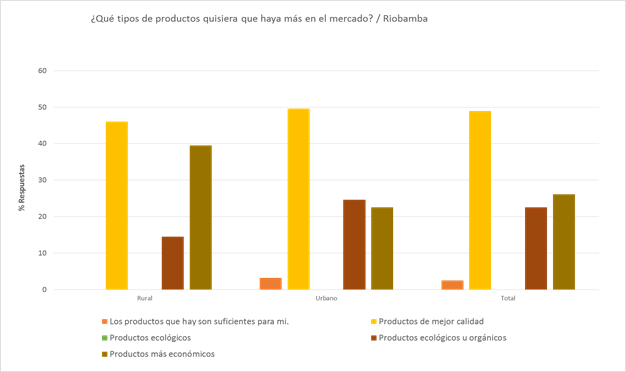 ¿Qué tipos de productos quisiera que haya más en el mercado? / Riobamba
60
50
40
30
20
10
0
% Respuestas
Rural
Urbano
Total
Los productos que hay son suficientes para mi.
Productos de mejor calidad
Productos ecológicos
Productos ecológicos u orgánicos
Productos más económicos